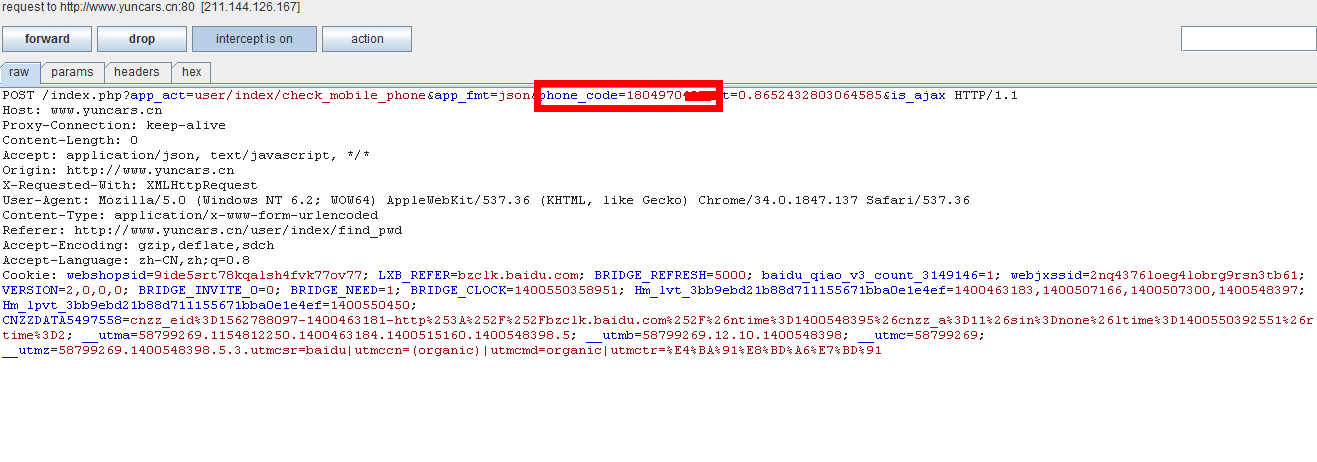 request to http://www.yuncars.cn:80 [211.144.126.167]
forward drop intercept is on action
raw params headers hex
POST /index.php?app_act=user/index/check_mobile_phone&app_fmt=json&phone_code=1804970 t=0.8652432803064585&is_ajax HTTP/1.1
Host: www.yuncars.cn
Proxy-Connection: keep-alive
Content-Length: 0
Accept: application/json, text/javascript, */*
Origin: http://www.yuncars.cn
X-Requested-With: XMLHttpRequest
User-Agent: Mozilla/5.0 (Windows NT 6.2; WOW64) AppleWebKit/537.36 (KHTML, like Gecko) Chrome/34.0.1847.137 Safari/537.36
Content-Type: application/x-www-form-urlencoded
Referer: http://www.yuncars.cn/user/index/find_pwd
Accept-Encoding: gzip,deflate,sdch
Accept-Language: zh-CN,zh;q=0.8
Cookie: webshopsid=9ide5srt78kqalsh4fvk77ov77; LXB_REFER=bzclk.baidu.com; BRIDGE_REFRESH=5000; baidu_qiao_v3_count_3149146=1; webjxssid=2nq4376loeg4lobrg9rsn3tb61;
VERSION=2,0,0,0; BRIDGE_INVITE_0=0; BRIDGE_NEED=1; BRIDGE_CLOCK=1400550358951; Hm_lvt_3bb9ebd21b88d711155671bba0e1e4ef=1400463183,1400507166,1400507300,1400548397;
Hm_lpvt_3bb9ebd21b88d711155671bba0e1e4ef=1400550450;
CNZZDATA5497558=cnzz_eid%3D1562788097-1400463181-http%253A%252F%252Fbzclk.baidu.com%252F%26ntime%3D1400548395%26cnzz_a%3D11%26sin%3Dnone%26ltime%3D1400550392551%26r
time%3D2; __utma=58799269.1154812250.1400463184.1400515160.1400548398.5; __utmb=58799269.12.10.1400548398; __utmc=58799269;
__utmz=58799269.1400548398.5.3.utmcsr=baidu|utmccn=(organic)|utmcmd=organic|utmctr=%E4%BA%91%E8%BD%A6%E7%BD%91